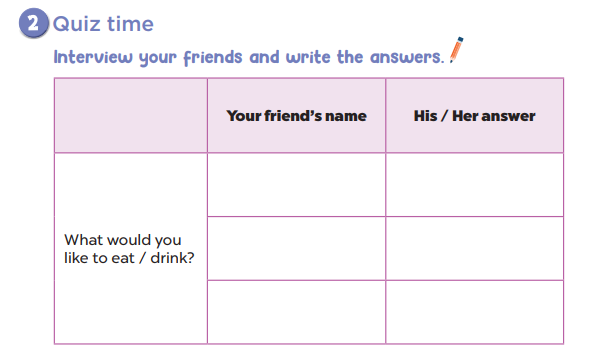 2 Quiz time
Interview your friends and write the answers.
Your friend’s name
His / Her answer
What would you
like to eat / drink?